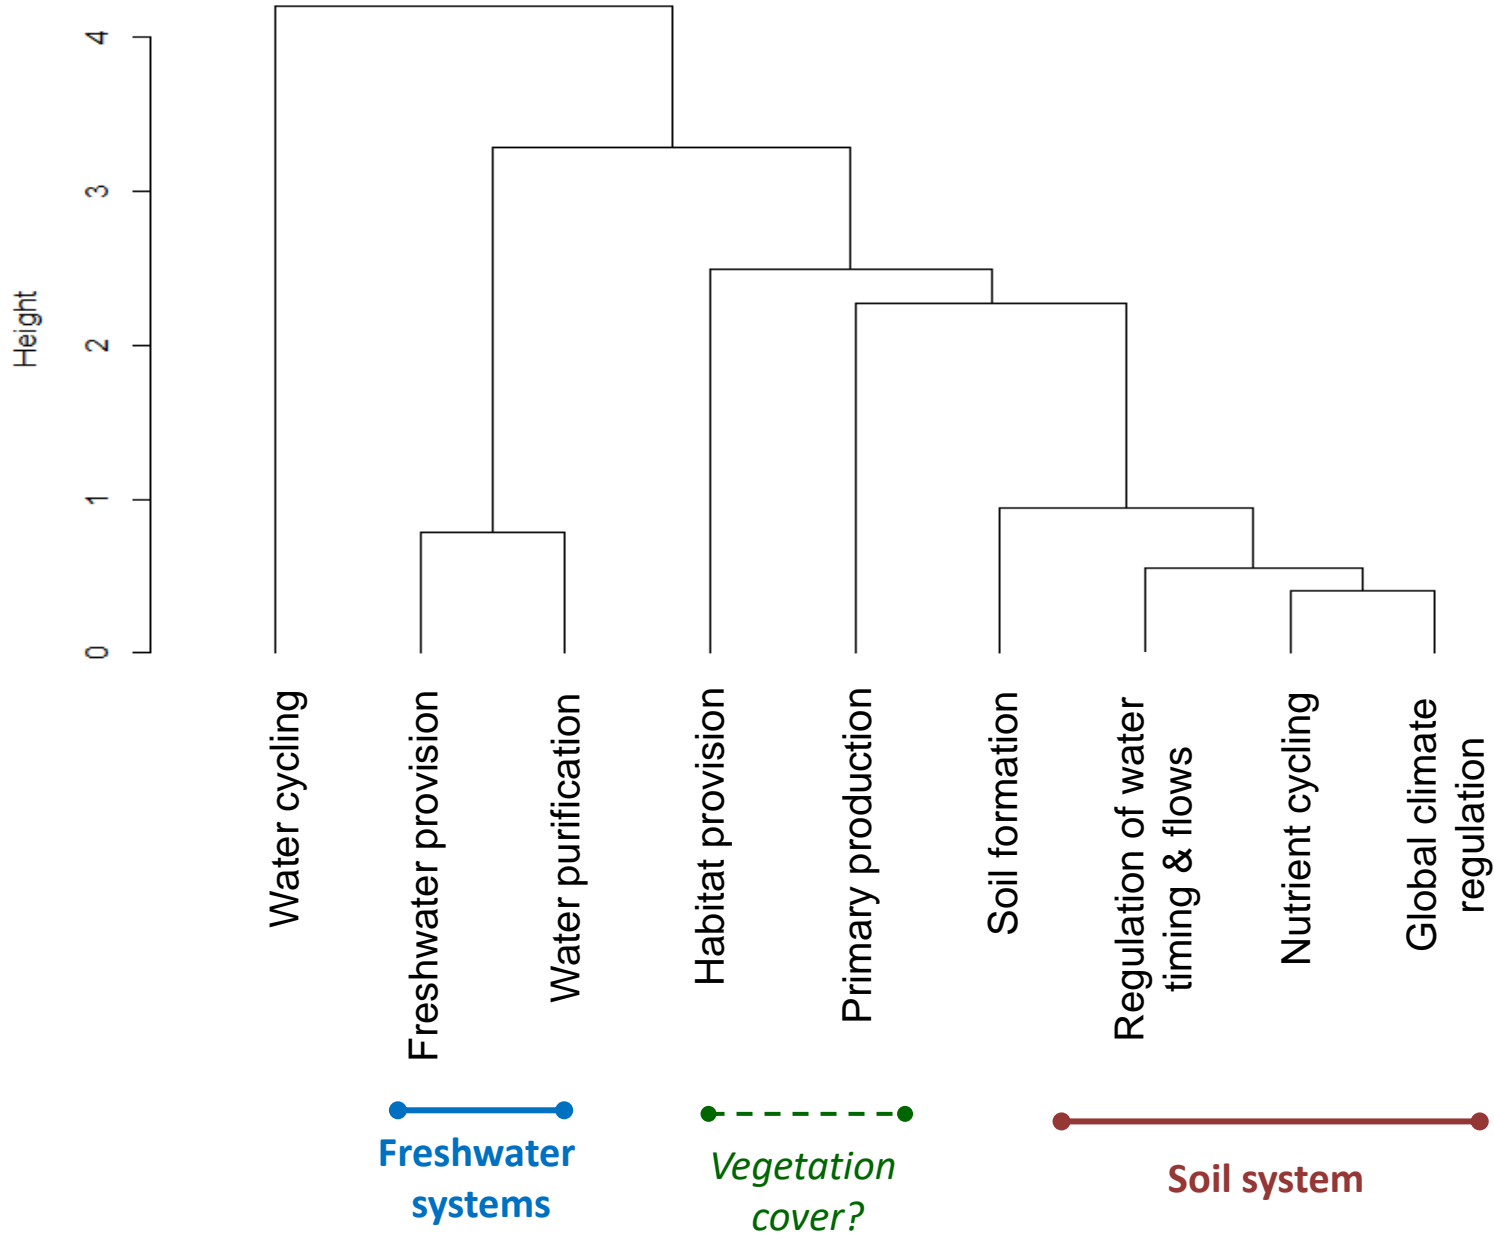 Height
4
3
2
1
0
Water cycling
Freshwater provision
Water purification
Habitat provision
Primary production
Soil formation
Regulation of water
timing & flows
Nutrient cycling
Global climate
regulation
Freshwater
systems
Vegetation
cover?
Soil system